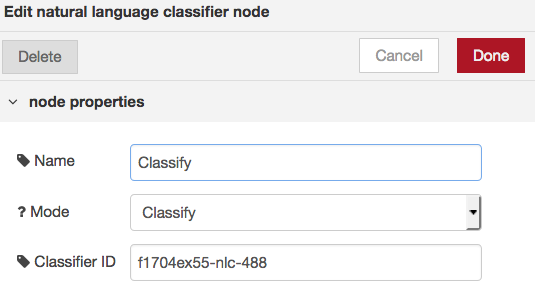 Edit natural language classifier node
Delete Cancel Done
node properties
Name Classify
? Mode Classify
Classifier ID f1704ex55-nlc-488